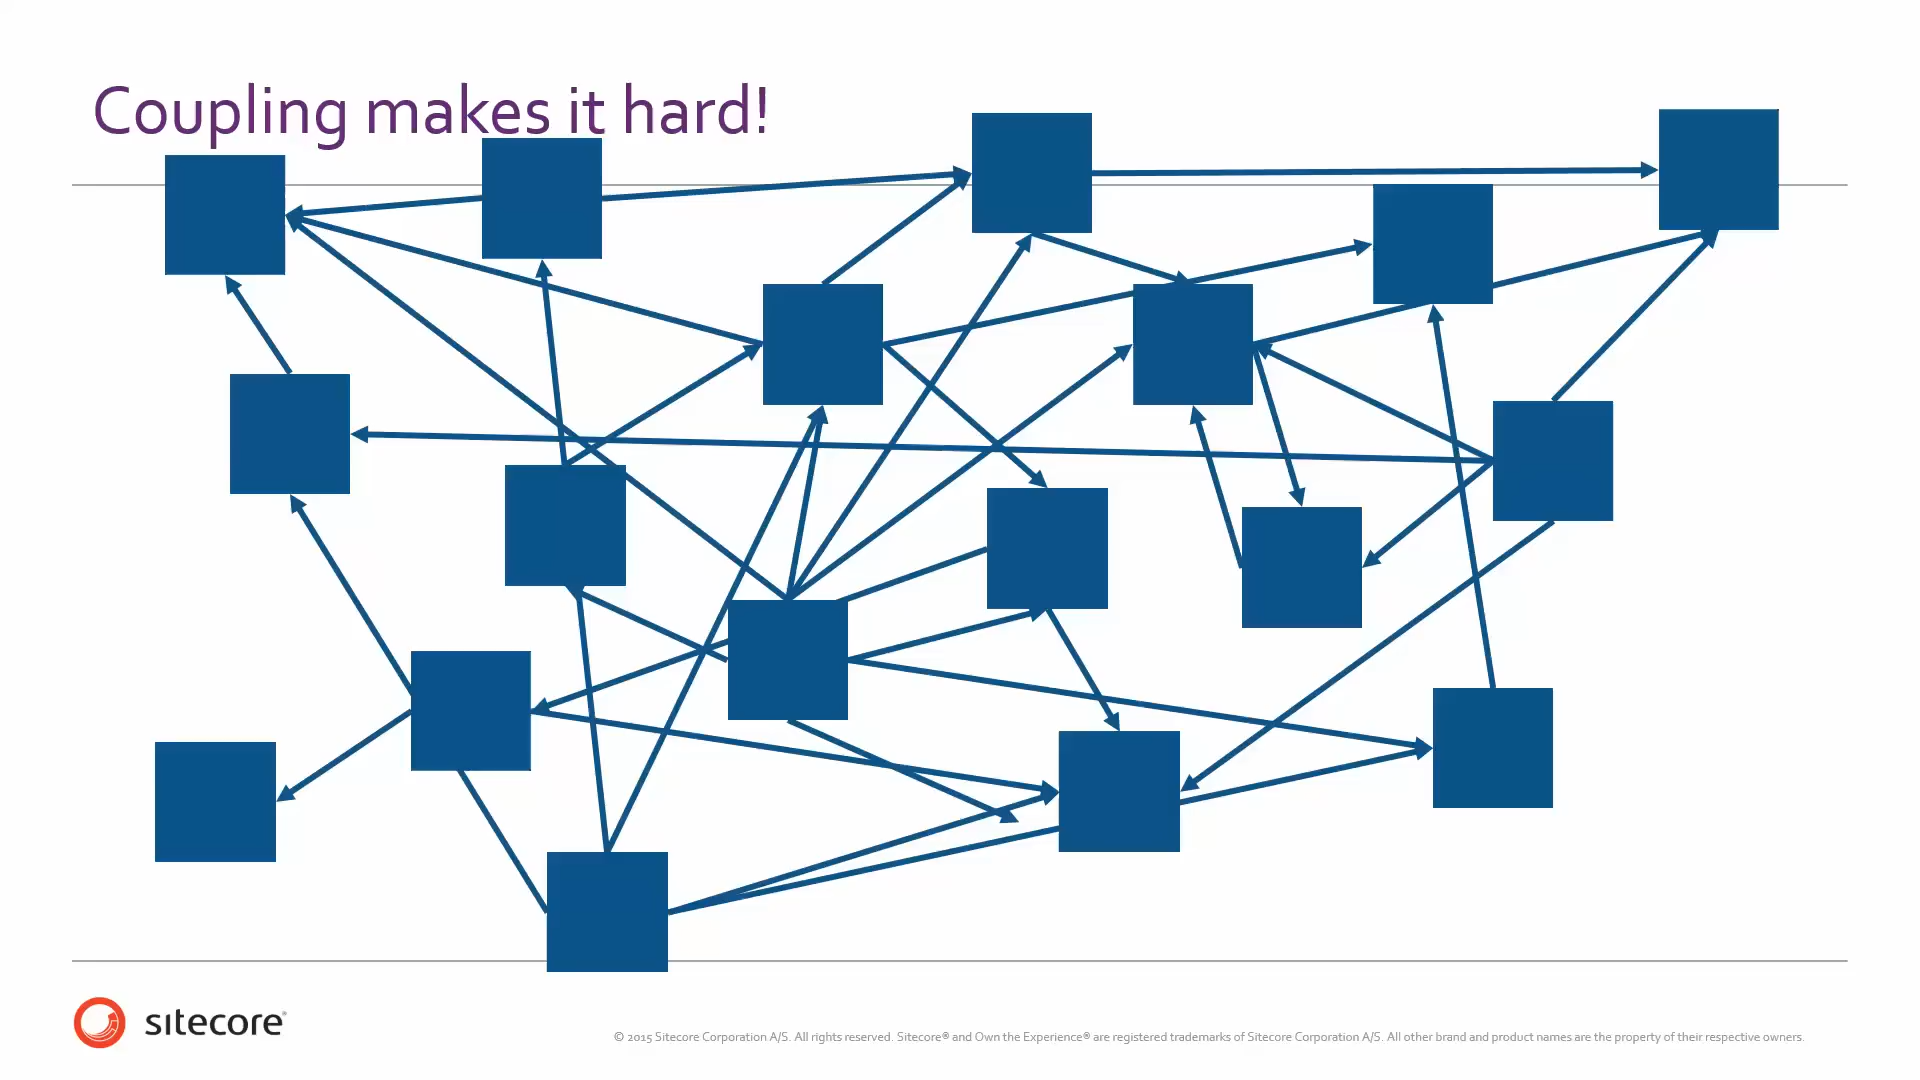 Coupling makes it hard!
sitecore®
© 2015 Sitecore Corporation A/S. All rights reserved. Sitecore® and Own the Experience® are registered trademarks of Sitecore Corporation A/S. All other brand and product names are the property of their respective owners.